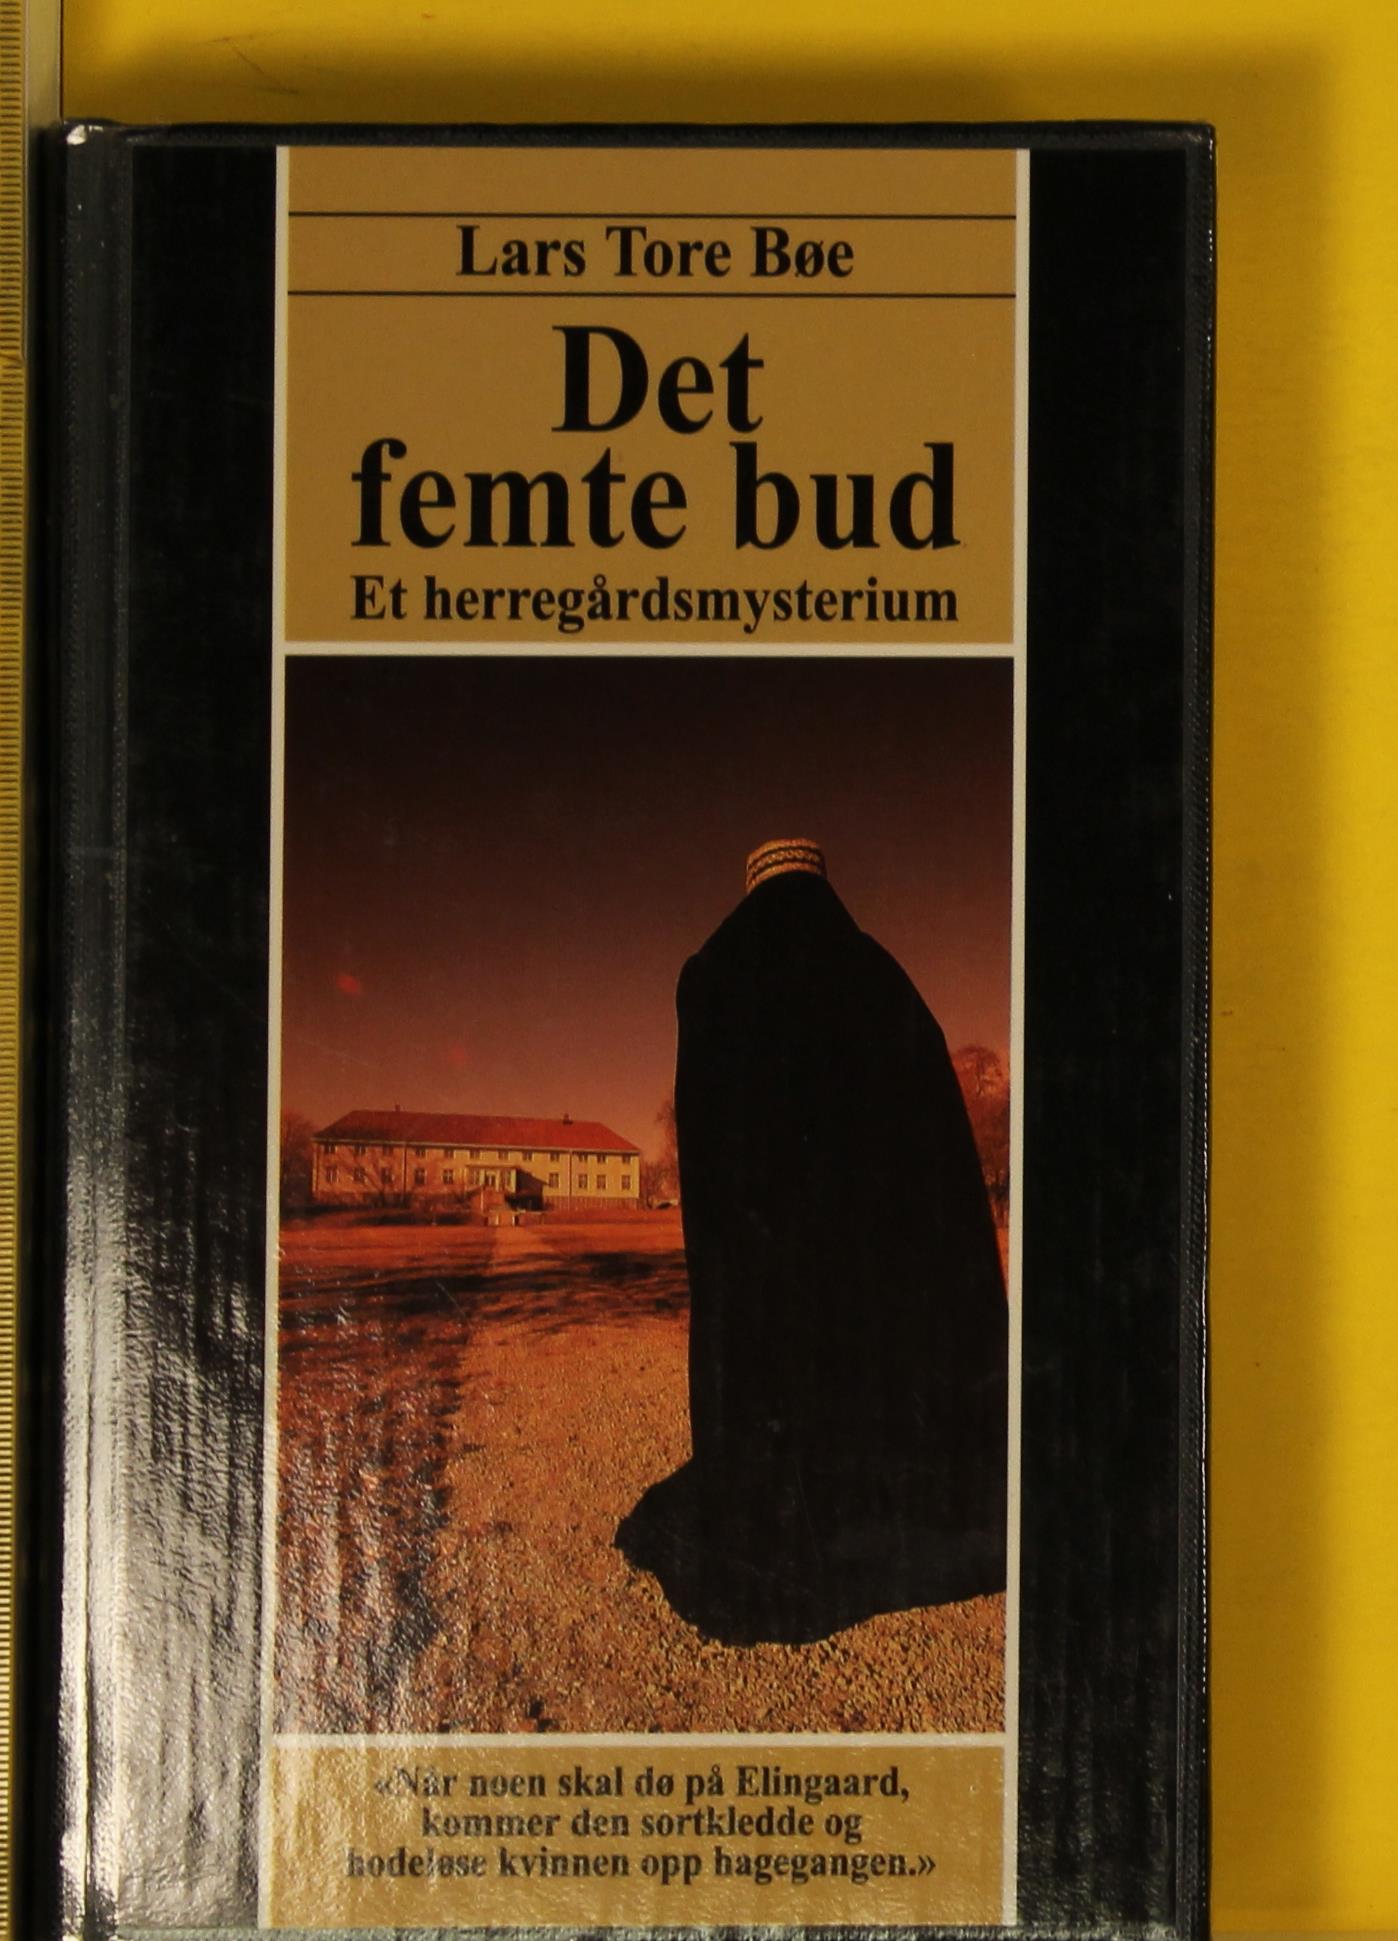 Lars Tore Bøe
Det
femte bud
Et herregårdsmysterium
«Når noen skal dø på Elingaard,
kommer den sortkledde og
hodeløse kvinnen opp hagegangen.»